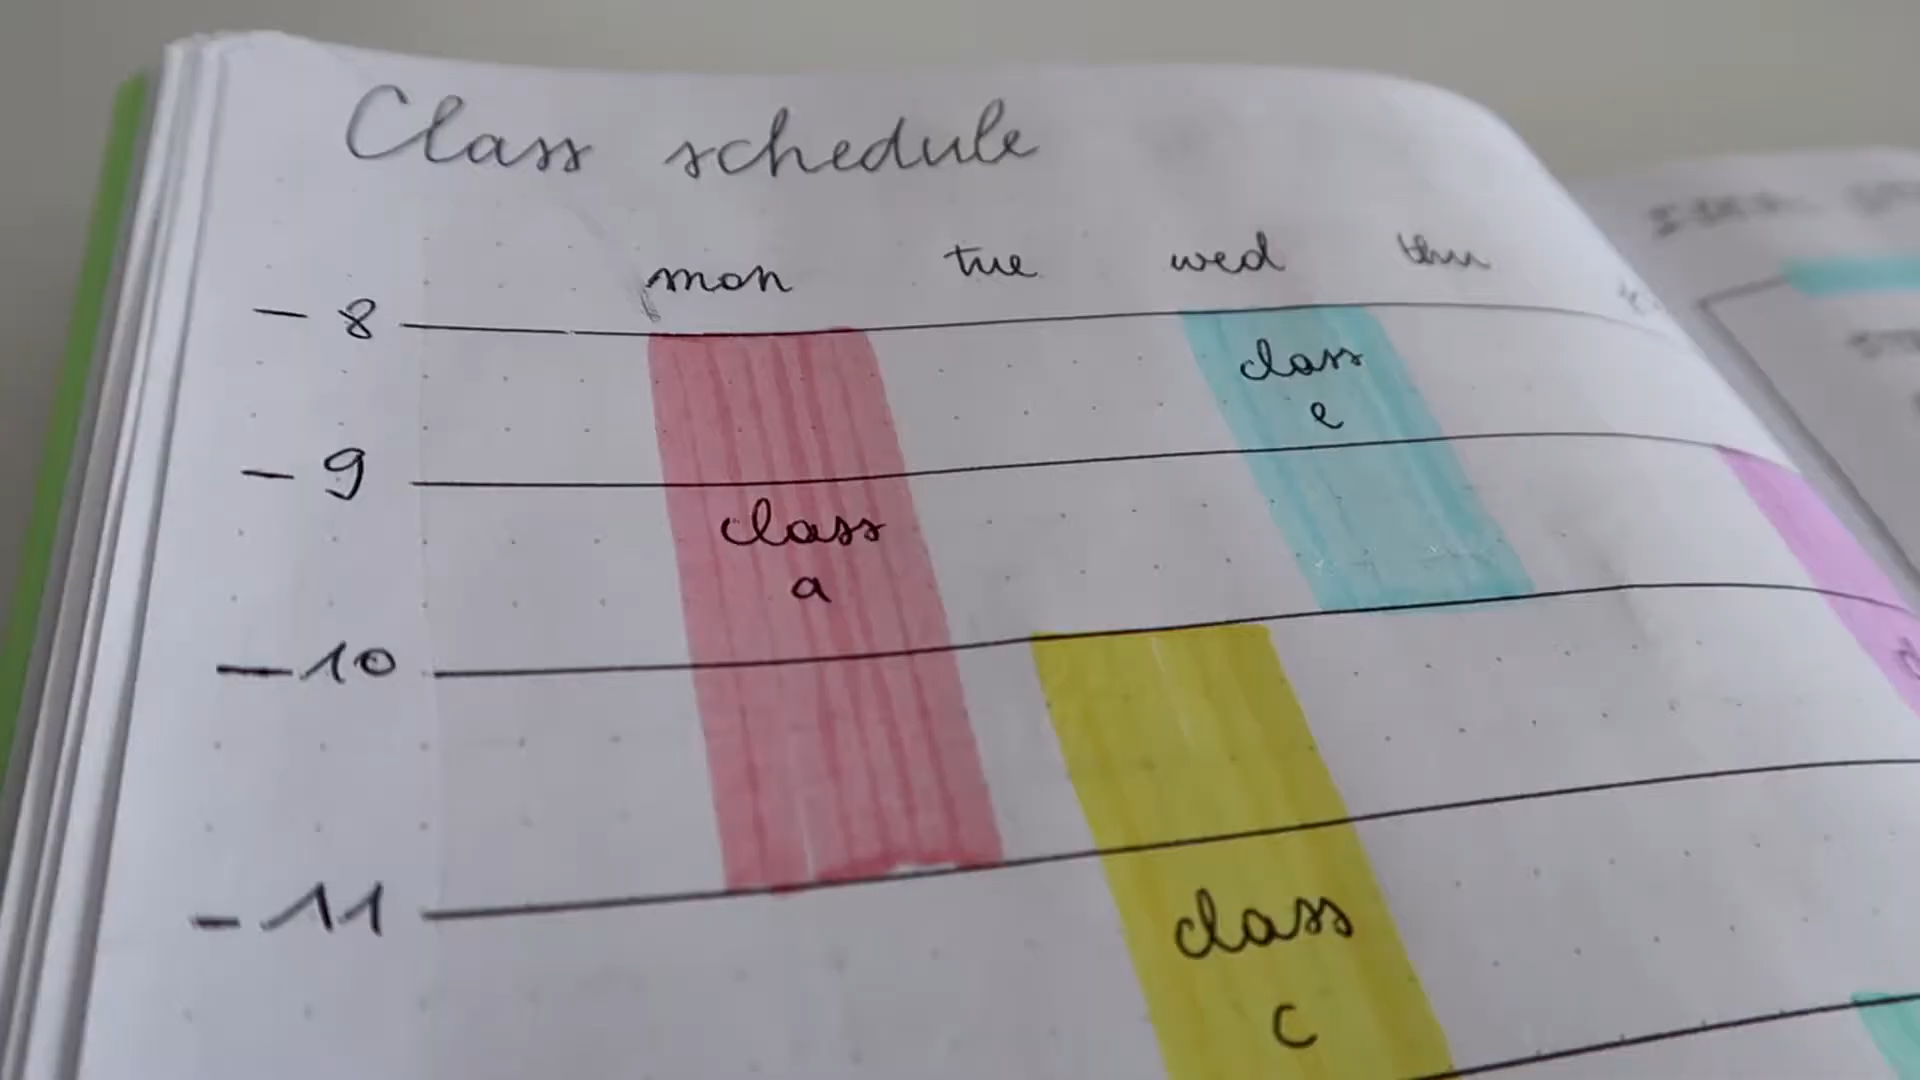 Class schedule
mon tue wed thu
- 8
class
e
- 9
class
a
- 10
- 11
class
c